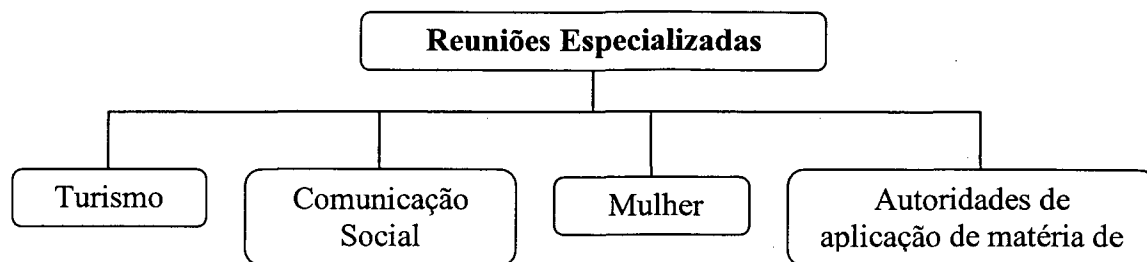 Reuniões Especializadas
Turismo
Comunicação
Social
Mulher
Autoridades de
aplicação de matéria de